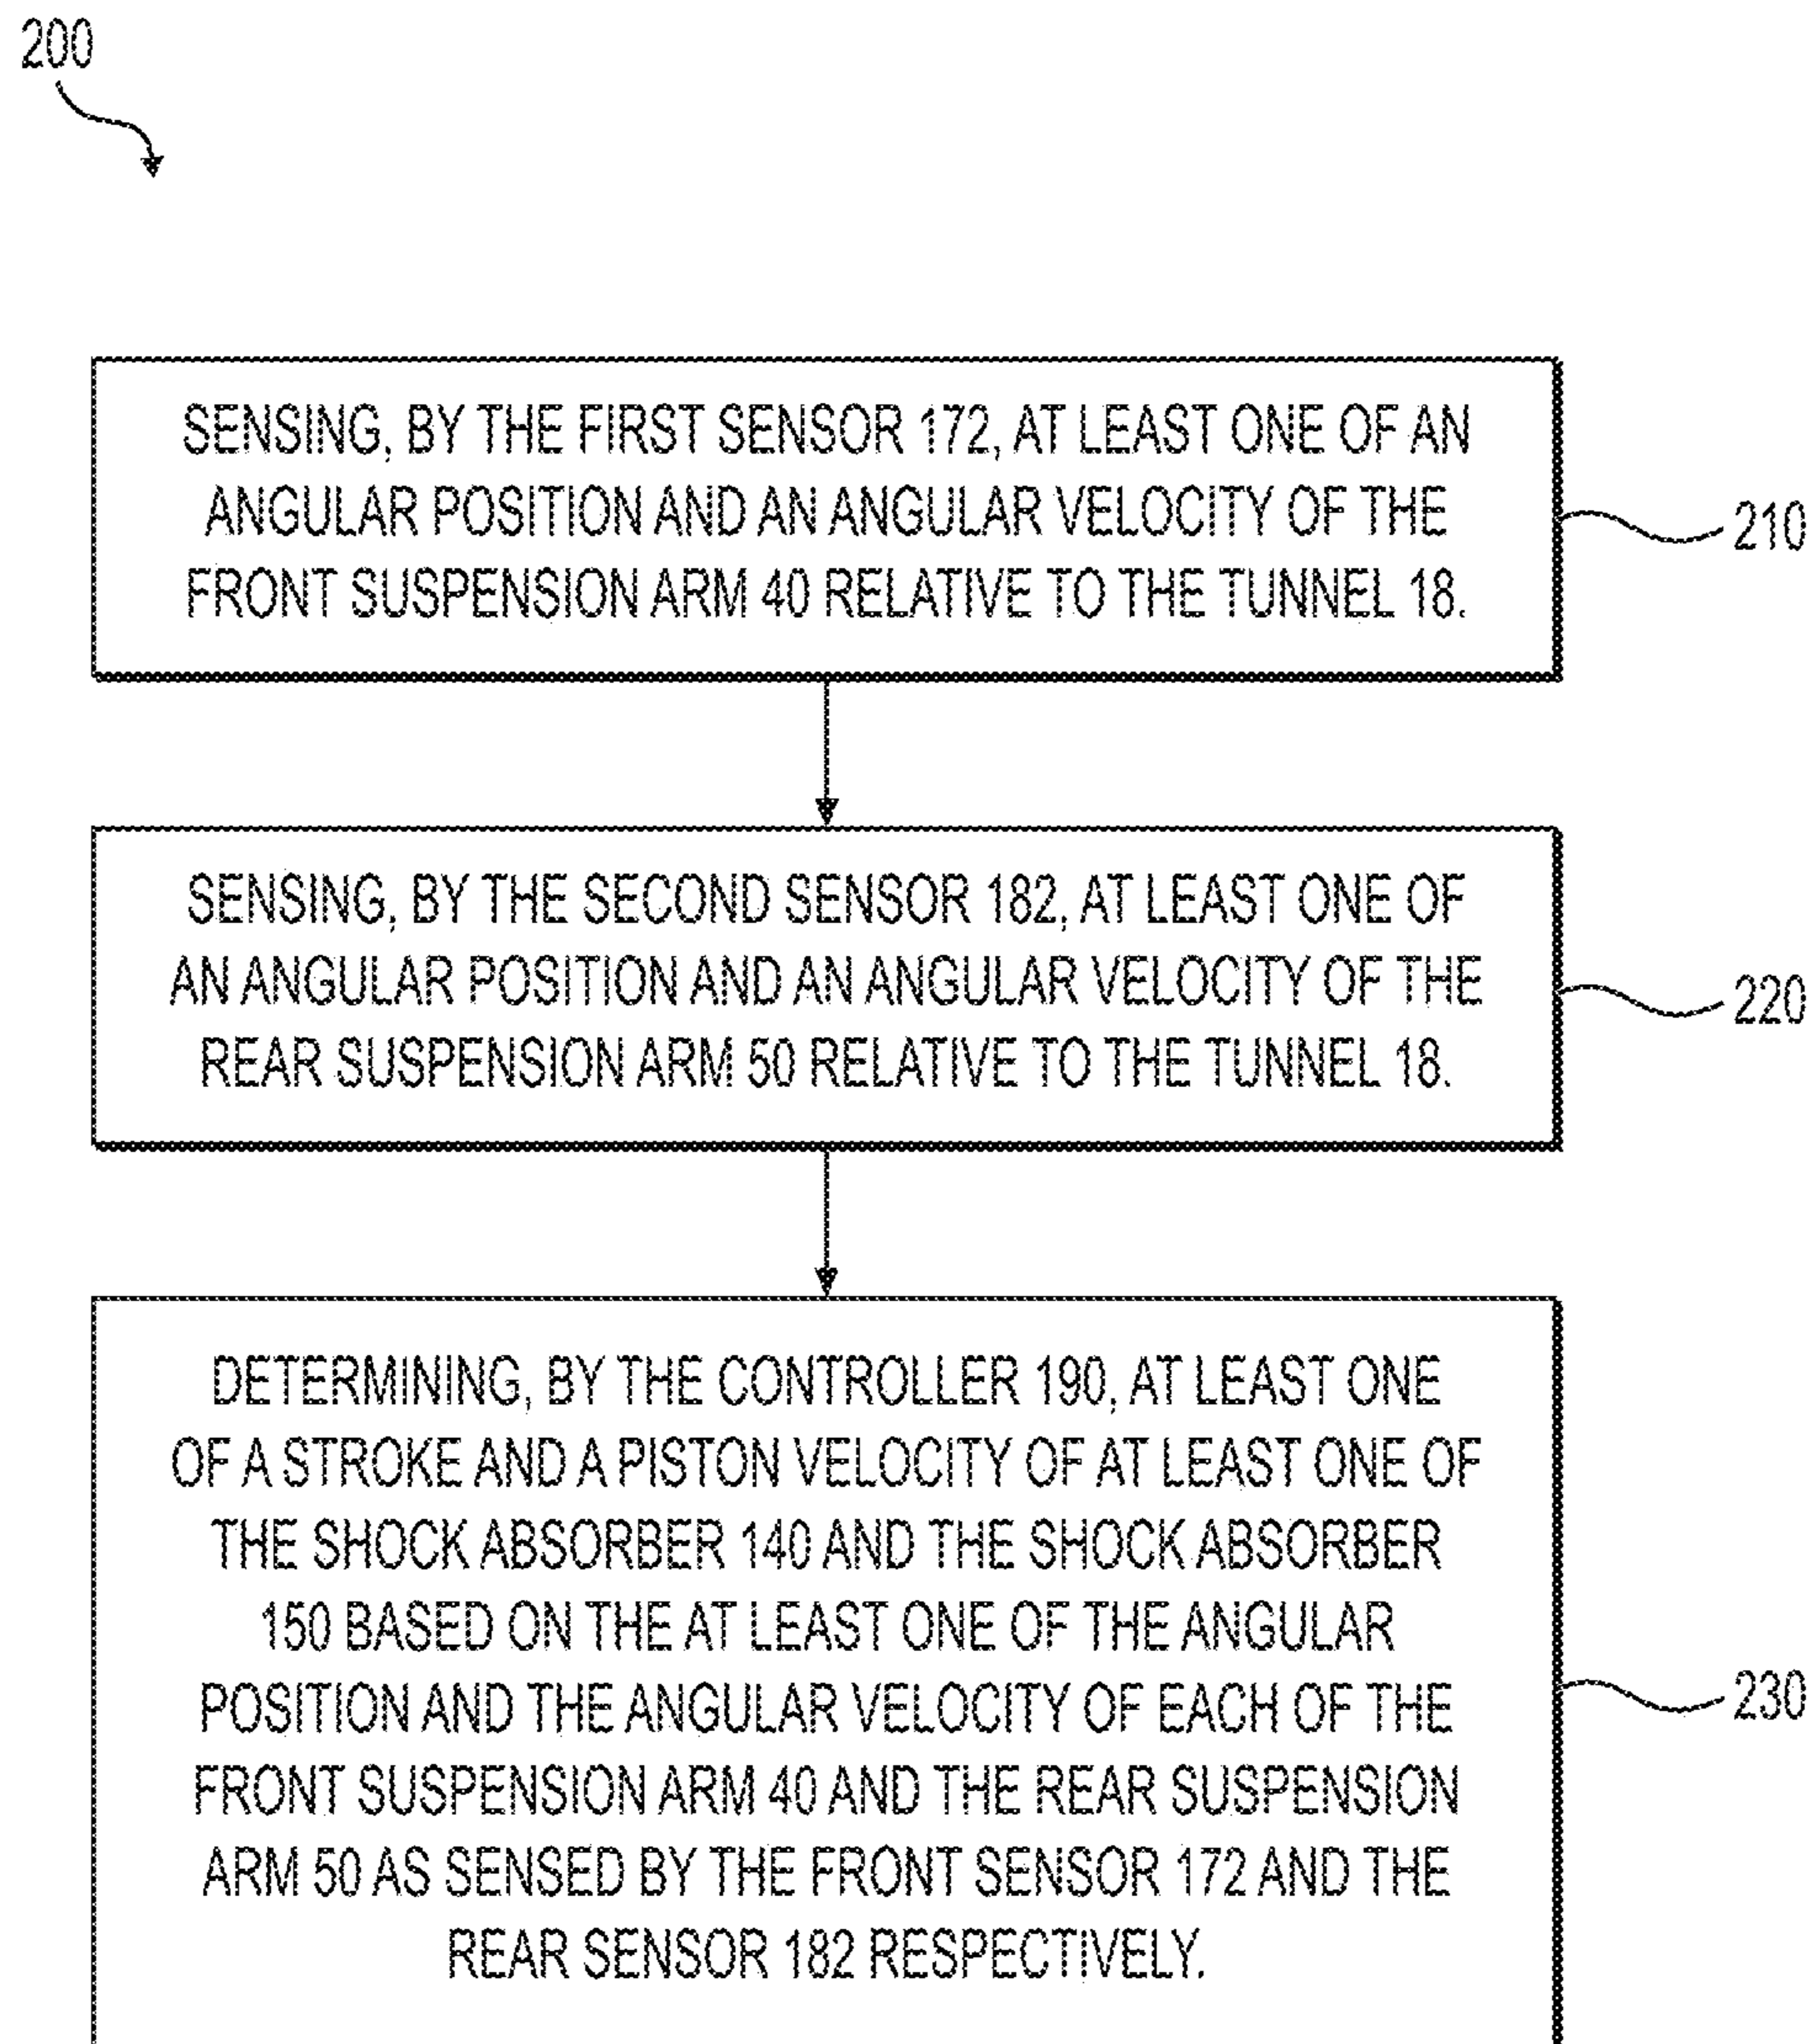 200
SENSING, BY THE FIRST SENSOR 172, AT LEAST ONE OF AN
ANGULAR POSITION AND AN ANGULAR VELOCITY OF THE
FRONT SUSPENSION ARM 40 RELATIVE TO THE TUNNEL 18.
210
SENSING, BY THE SECOND SENSOR 182, AT LEAST ONE OF
AN ANGULAR POSITION AND AN ANGULAR VELOCITY OF THE
REAR SUSPENSION ARM 50 RELATIVE TO THE TUNNEL 18.
220
DETERMINING, BY THE CONTROLLER 190, AT LEAST ONE
OF A STROKE AND A PISTON VELOCITY OF AT LEAST ONE OF
THE SHOCK ABSORBER 140 AND THE SHOCK ABSORBER
150 BASED ON THE AT LEAST ONE OF THE ANGULAR
POSITION AND THE ANGULAR VELOCITY OF EACH OF THE
FRONT SUSPENSION ARM 40 AND THE REAR SUSPENSION
ARM 50 AS SENSED BY THE FRONT SENSOR 172 AND THE
REAR SENSOR 182 RESPECTIVELY.
230